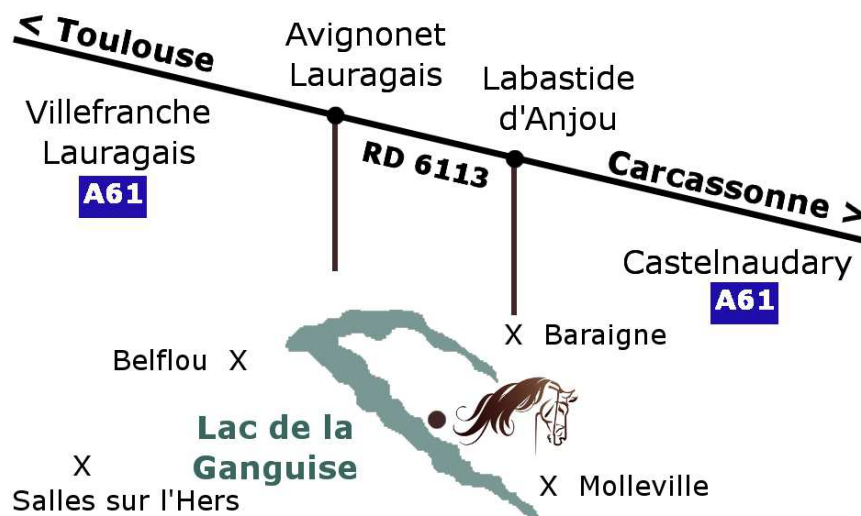 < Toulouse
Avignonet
Lauragais
Labastide
d'Anjou
Villefranche
Lauragais
A61
RD 6113
Carcassonne >
Castelnaudary
A61
X Baraigne
Belflou X
Lac de la
Ganguise
X
Salles sur l'Hers
X Molleville